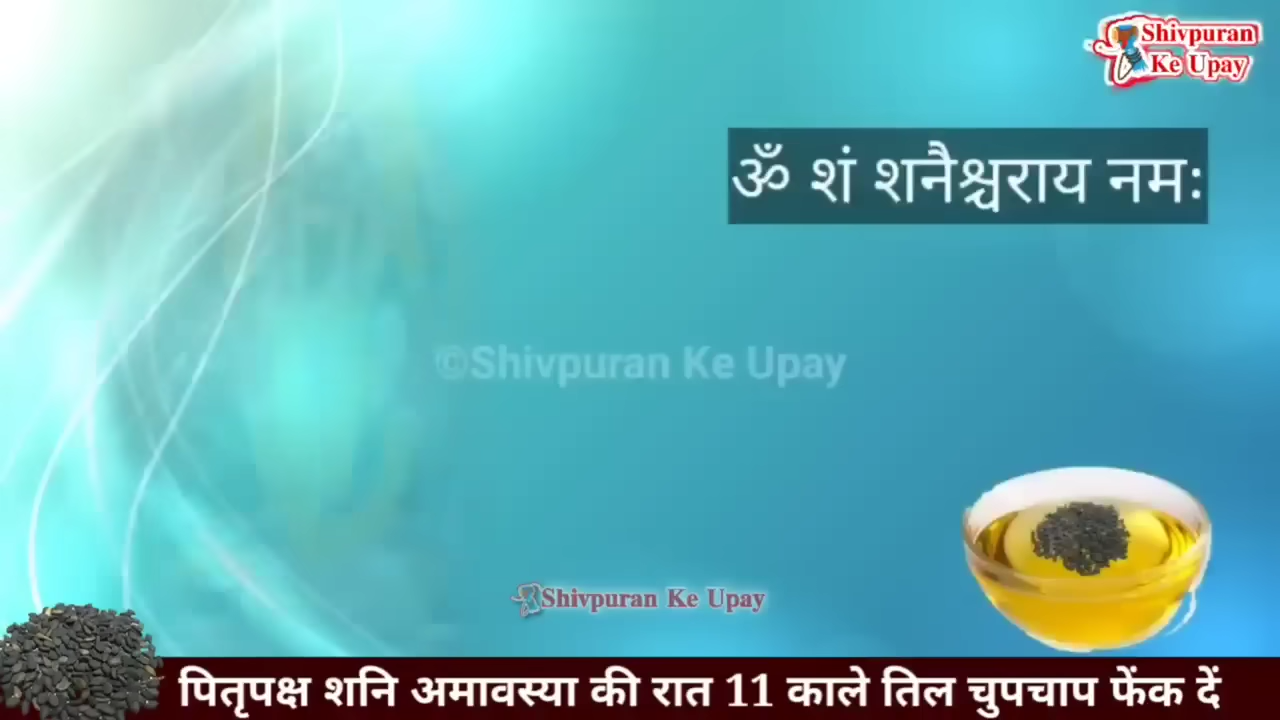 Shivpuran
Ke Upay
ॐ शं शनैश्चराय नमः
©Shivpuran Ke Upay
Shivpuran Ke Upay
पितृपक्ष शनि अमावस्या की रात 11 काले तिल चुपचाप फेंक दें